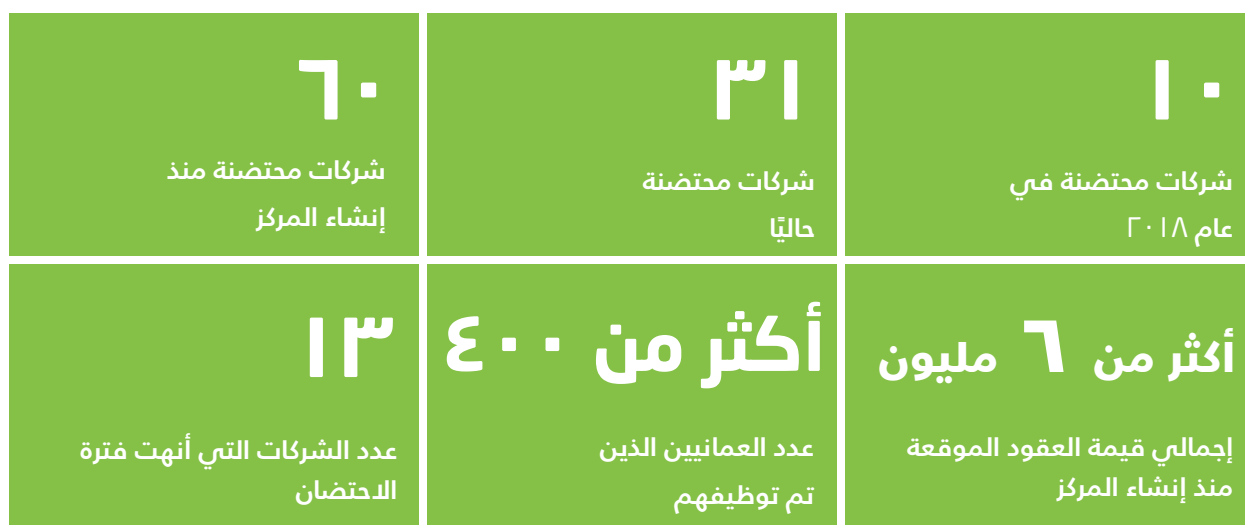 ١٠
شركات محتضنة في
عام ٢٠١٨
٣١
شركات محتضنة
حاليًا
٦٠
شركات محتضنة منذ
إنشاء المركز
أكثر من ٦ مليون
إجمالي قيمة العقود الموقعة
منذ إنشاء المركز
أكثر من ٤٠٠
عدد العمانيين الذين
تم توظيفهم
١٣
عدد الشركات التي أنهت فترة
الاحتضان